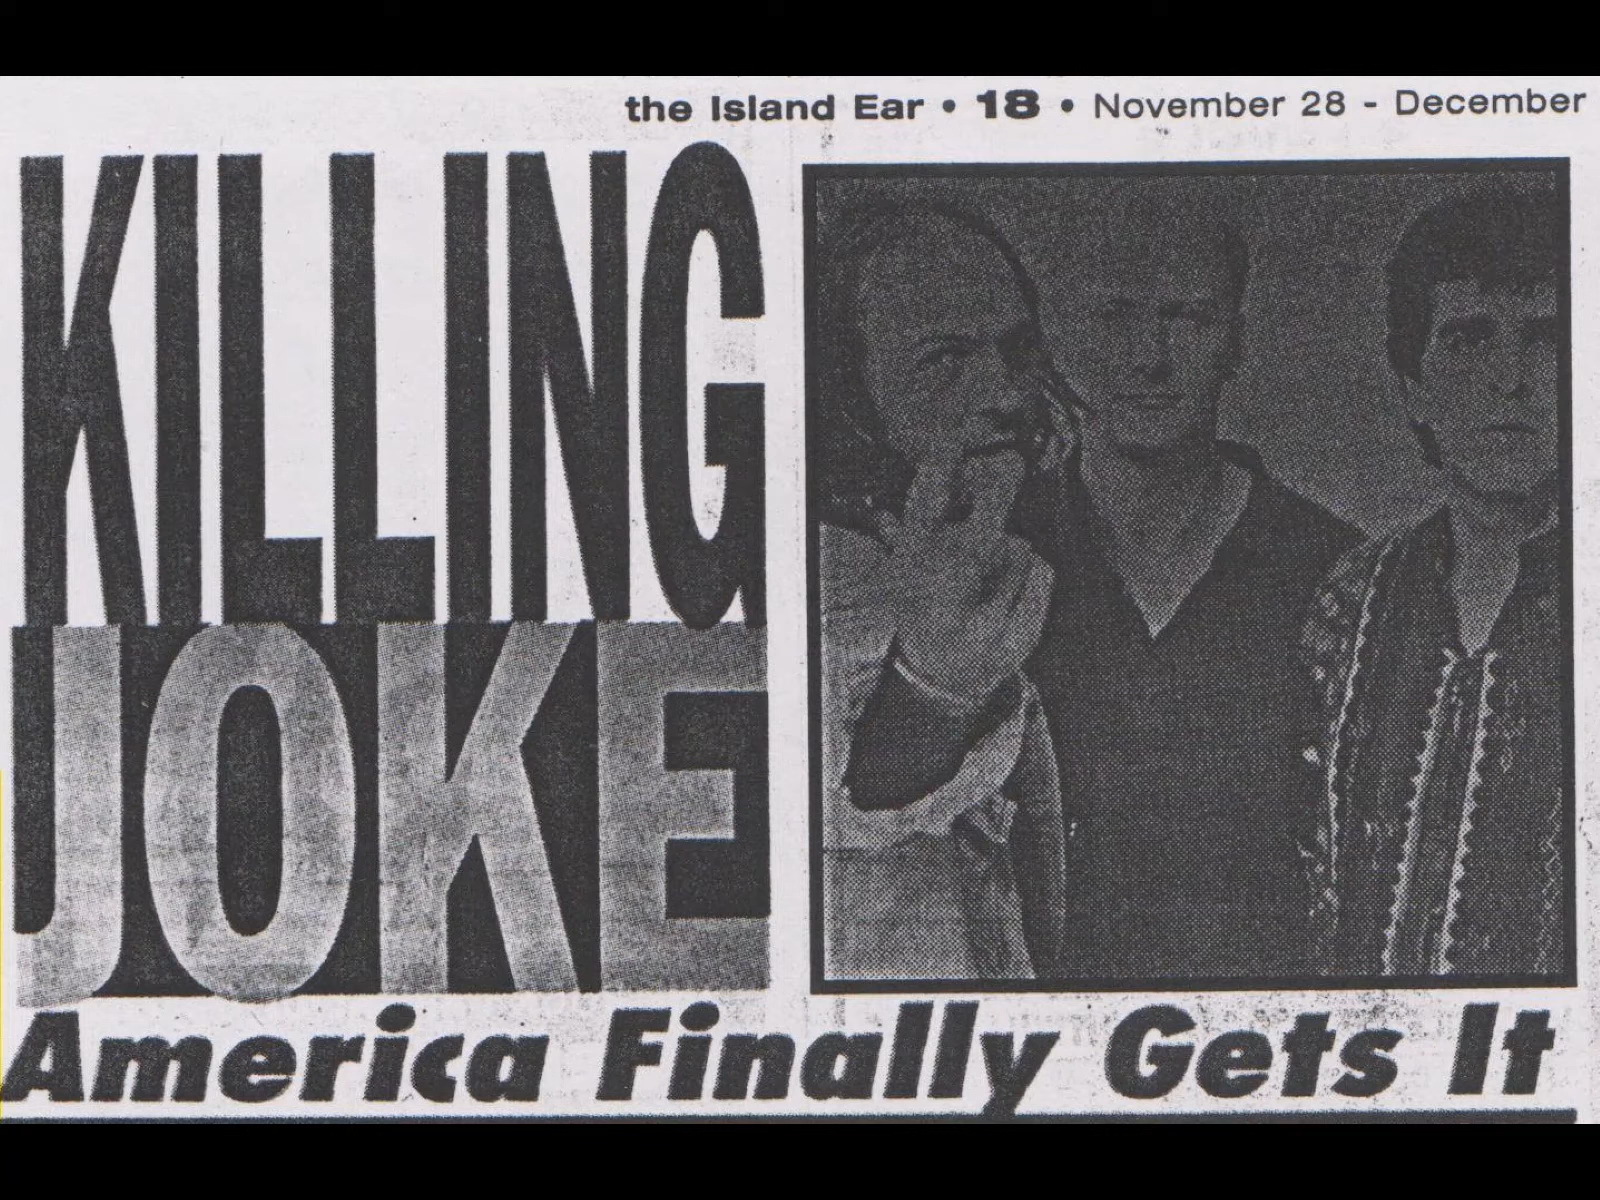 the Island Ear • 18 • November 28 - December
KILLING
JOKE
America Finally Gets It